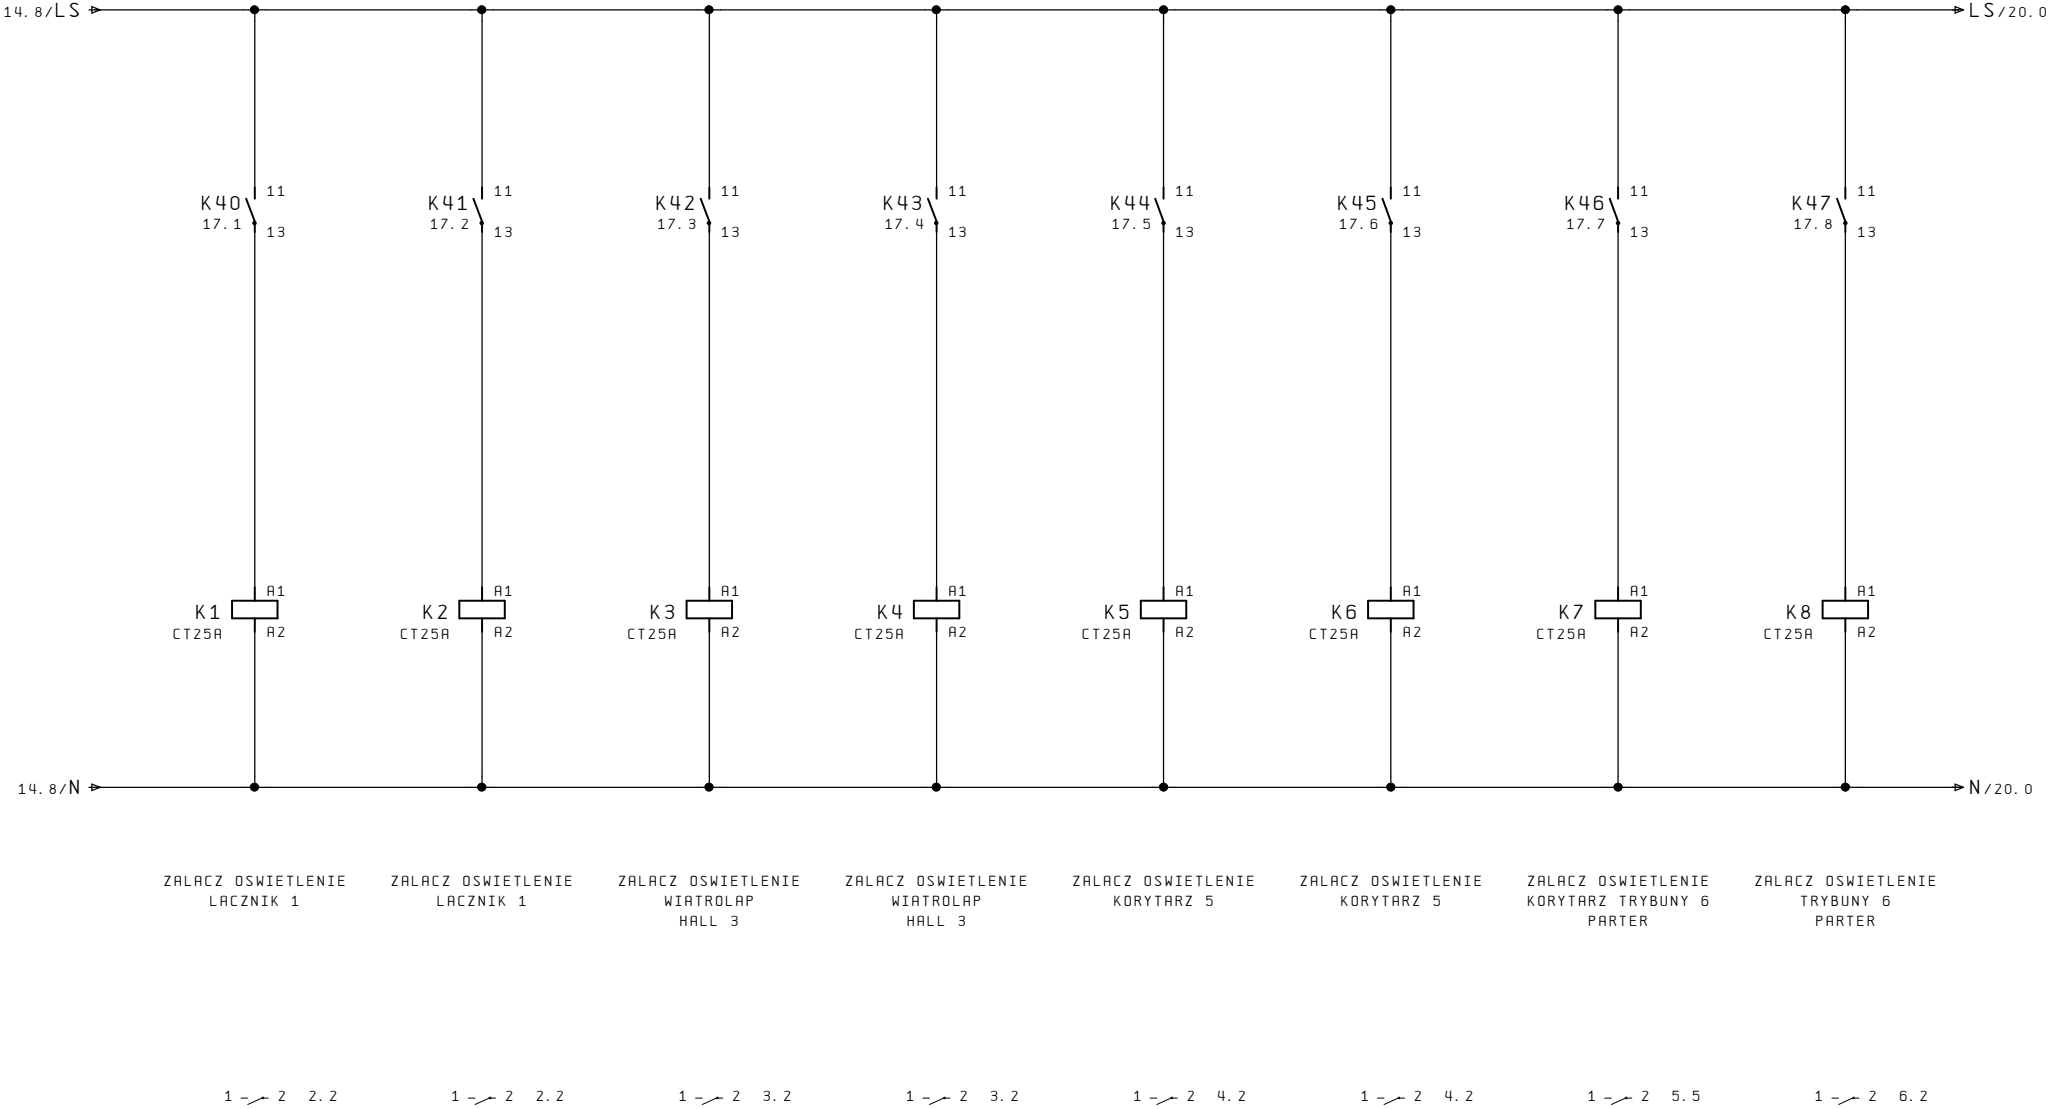 14.8/LS LS/20.0
11 11 11 11 11 11 11 11
K40 K41 K42 K43 K44 K45 K46 K47
17.1 17.2 17.3 17.4 17.5 17.6 17.7 17.8
13 13 13 13 13 13 13 13
A1 A1 A1 A1 A1 A1 A1 A1
K1 K2 K3 K4 K5 K6 K7 K8
CT25A CT25A CT25A CT25A CT25A CT25A CT25A CT25A
A2 A2 A2 A2 A2 A2 A2 A2
14.8/N N/20.0
ZALACZ OSWIETLENIE
LACZNIK 1
ZALACZ OSWIETLENIE
LACZNIK 1
ZALACZ OSWIETLENIE
WIATROLAP
HALL 3
ZALACZ OSWIETLENIE
WIATROLAP
HALL 3
ZALACZ OSWIETLENIE
KORYTARZ 5
ZALACZ OSWIETLENIE
KORYTARZ 5
ZALACZ OSWIETLENIE
KORYTARZ TRYBUNY 6
PARTER
ZALACZ OSWIETLENIE
TRYBUNY 6
PARTER
1 2 2.2 1 2 2.2 1 2 3.2 1 2 3.2 1 2 4.2 1 2 4.2 1 2 5.5 1 2 6.2